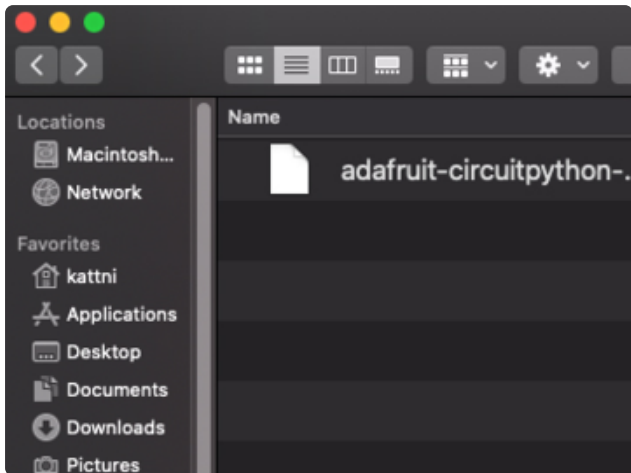 Name
adafruit-circuitpython-...
Locations
Macintosh...
Network
Favorites
kattni
Applications
Desktop
Documents
Downloads
Pictures